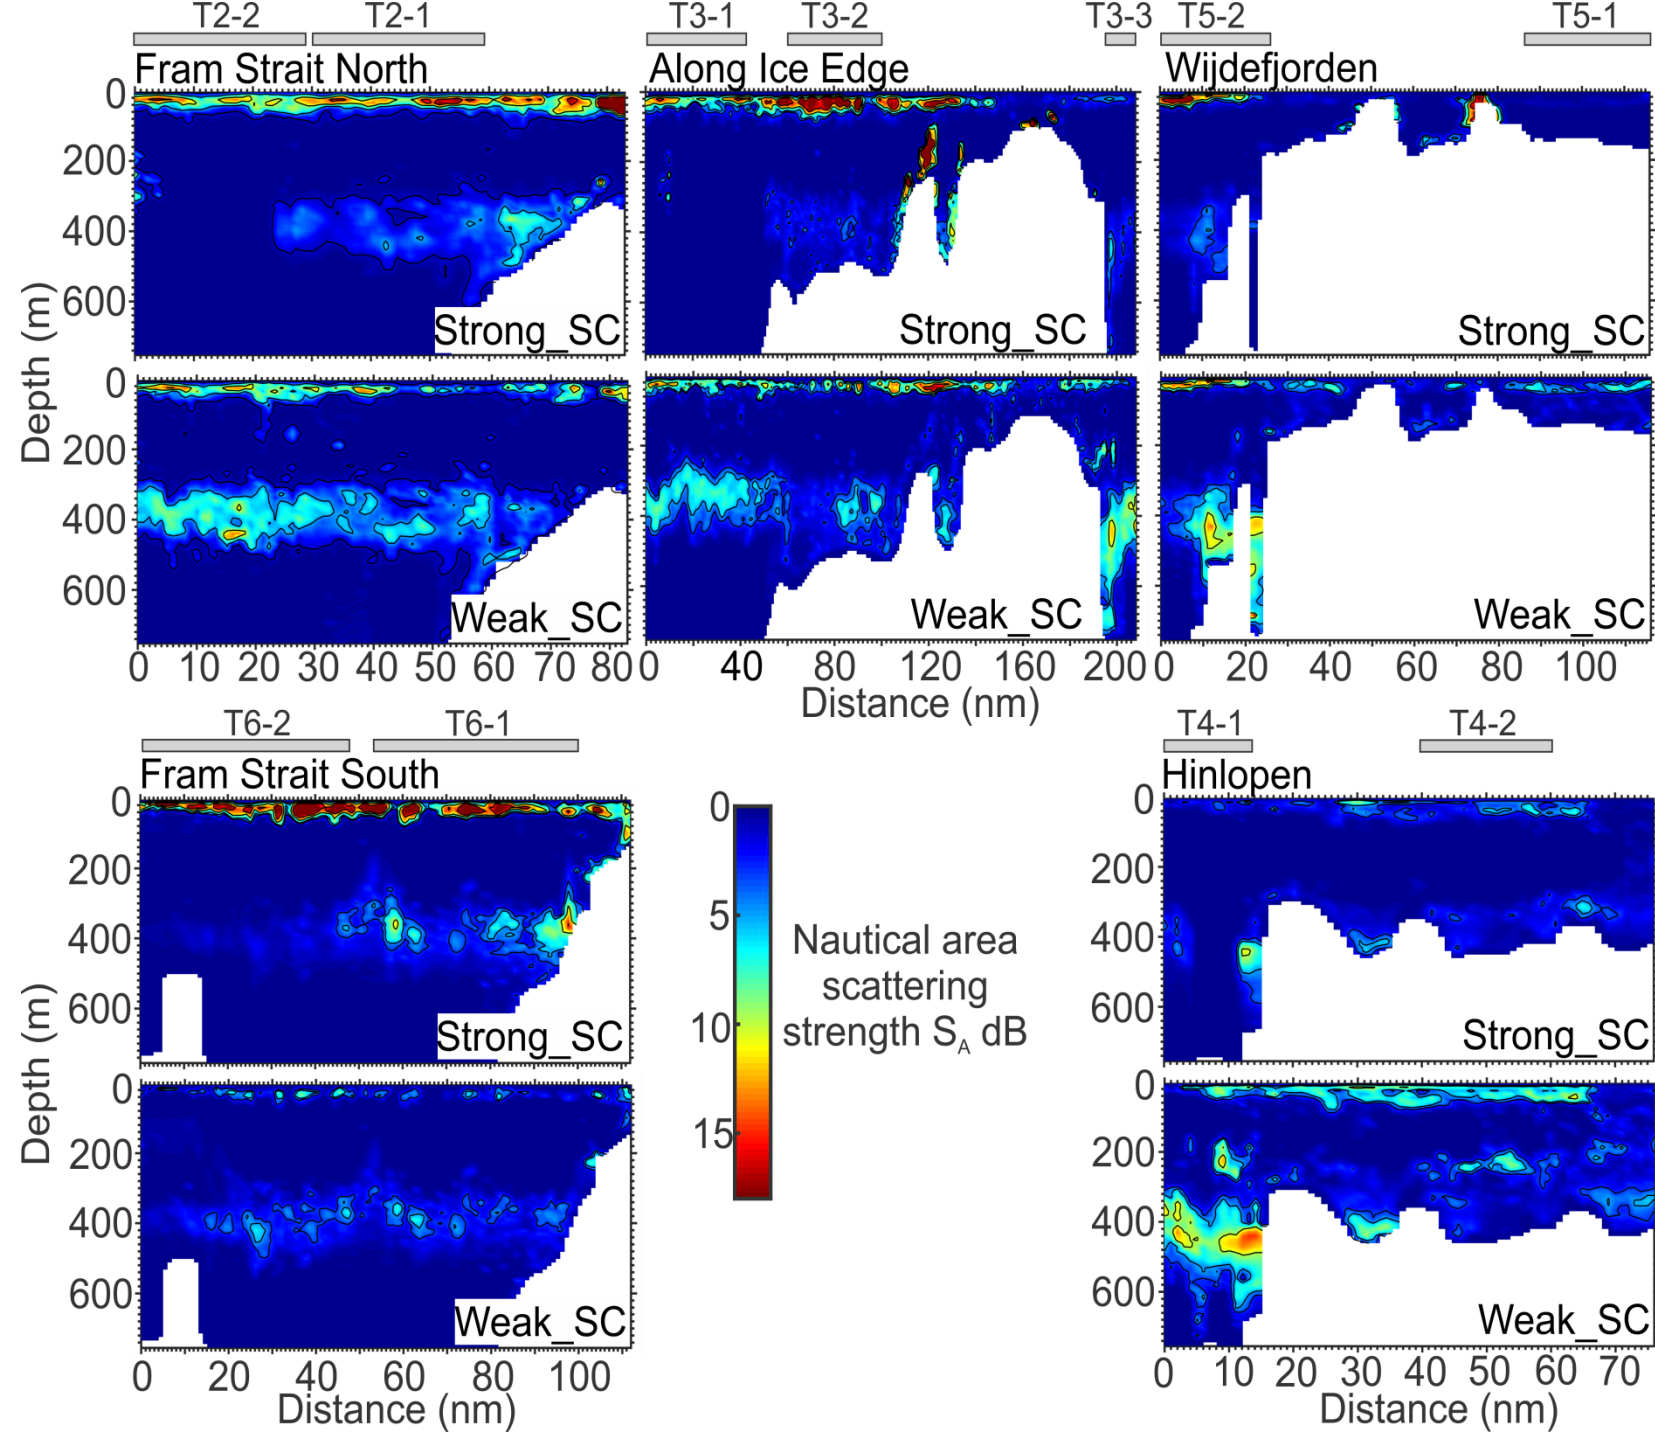 T2-2 T2-1 T3-1 T3-2 T3-3 T5-2 T5-1
Fram Strait North Along Ice Edge Wijdefjorden
0
200
400
600
Depth (m)
Strong_SC Strong_SC Strong_SC
0
200
400
600
Depth (m)
Weak_SC Weak_SC Weak_SC
0 10 20 30 40 50 60 70 80 0 40 80 120 160 200 0 20 40 60 80 100
Distance (nm)
T6-2 T6-1 T4-1 T4-2
Fram Strait South Hinlopen
0
200
400
600
Depth (m)
Strong_SC
0
200
400
600
Depth (m)
Weak_SC
0 20 40 60 80 100
Distance (nm)
0
5
10
15
Nautical area
scattering
strength SA dB
0
200
400
600
Strong_SC
0
200
400
600
Weak_SC
0 10 20 30 40 50 60 70
Distance (nm)